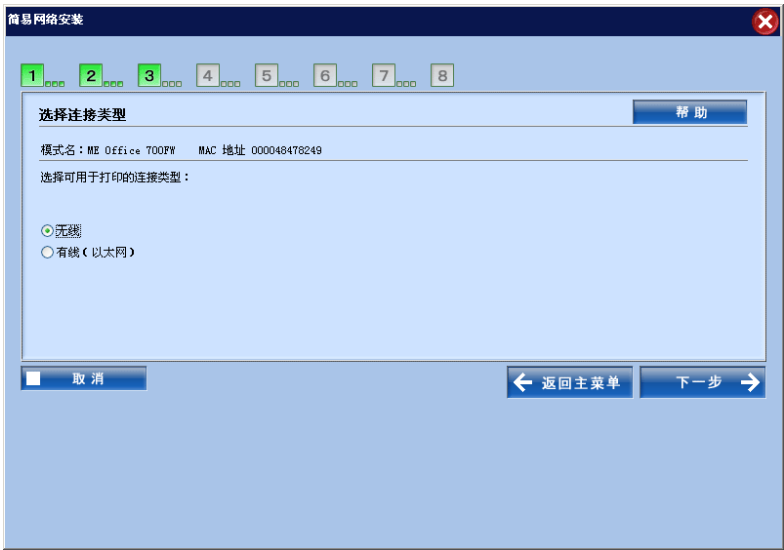 简易网络安装
1 2 3 4 5 6 7 8
选择连接类型
帮助
模式名：ME Office 700FW MAC 地址 000048478249
选择可用于打印的连接类型：
无线
有线（以太网）
取消
返回主菜单
下一步